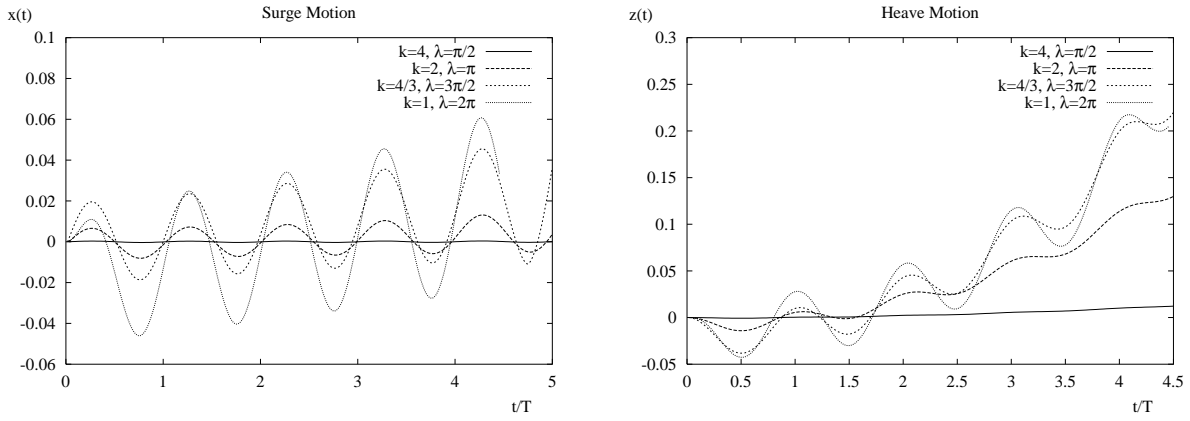 Surge Motion
x(t)
0.1
0.08
0.06
0.04
0.02
0
-0.02
-0.04
-0.06
k=4, λ=π/2
k=2, λ=π
k=4/3, λ=3π/2
k=1, λ=2π
0 1 2 3 4 5
t/T
Heave Motion
z(t)
0.3
0.25
0.2
0.15
0.1
0.05
0
-0.05
k=4, λ=π/2
k=2, λ=π
k=4/3, λ=3π/2
k=1, λ=2π
0 0.5 1 1.5 2 2.5 3 3.5 4 4.5
t/T